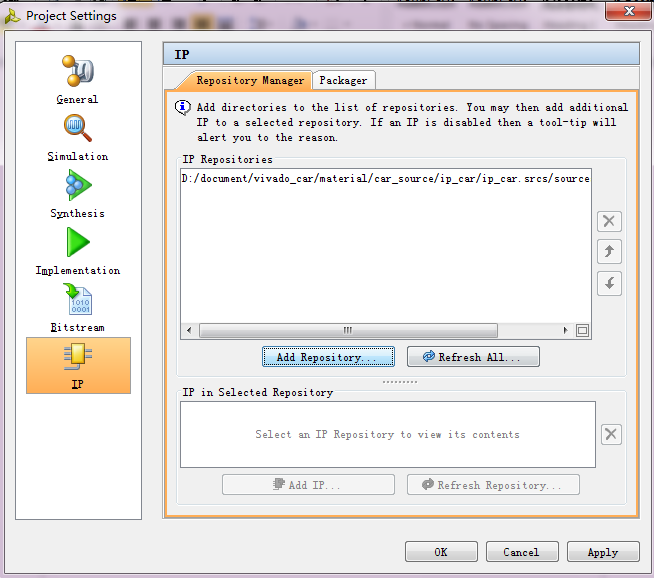 Project Settings
General
Simulation
Synthesis
Implementation
1010
0001
Bitstream
IP
IP
Repository Manager
Packager
Add directories to the list of repositories. You may then add additional
IP to a selected repository. If an IP is disabled then a tool-tip will
alert you to the reason.
IP Repositories
D:/document/vivado_car/material/car_source/ip_car/ip_car.srcs/source
Add Repository...
Refresh All...
IP in Selected Repository
Select an IP Repository to view its contents
Add IP...
Refresh Repository...
OK
Cancel
Apply